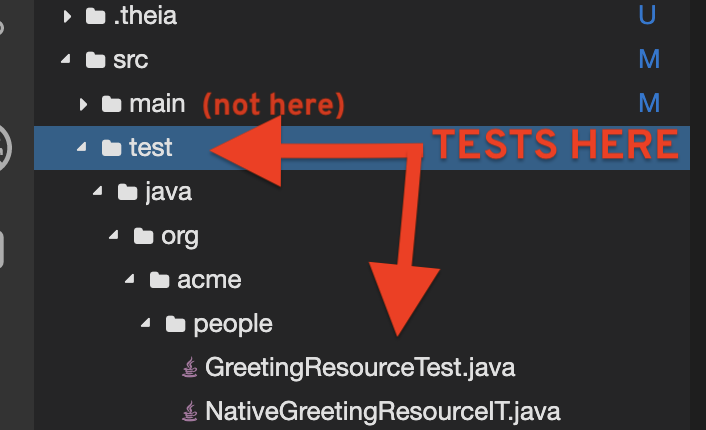 .theia U
src M
main (not here) M
test TESTS HERE
java
org
acme
people
GreetingResourceTest.java
NativeGreetingResourceIT.java